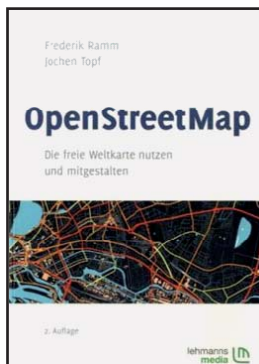 Frederik Ramm
Jochen Topf
OpenStreetMap
Die freie Weltkarte nutzen
und mitgestalten
2. Auflage
lehmanns
media